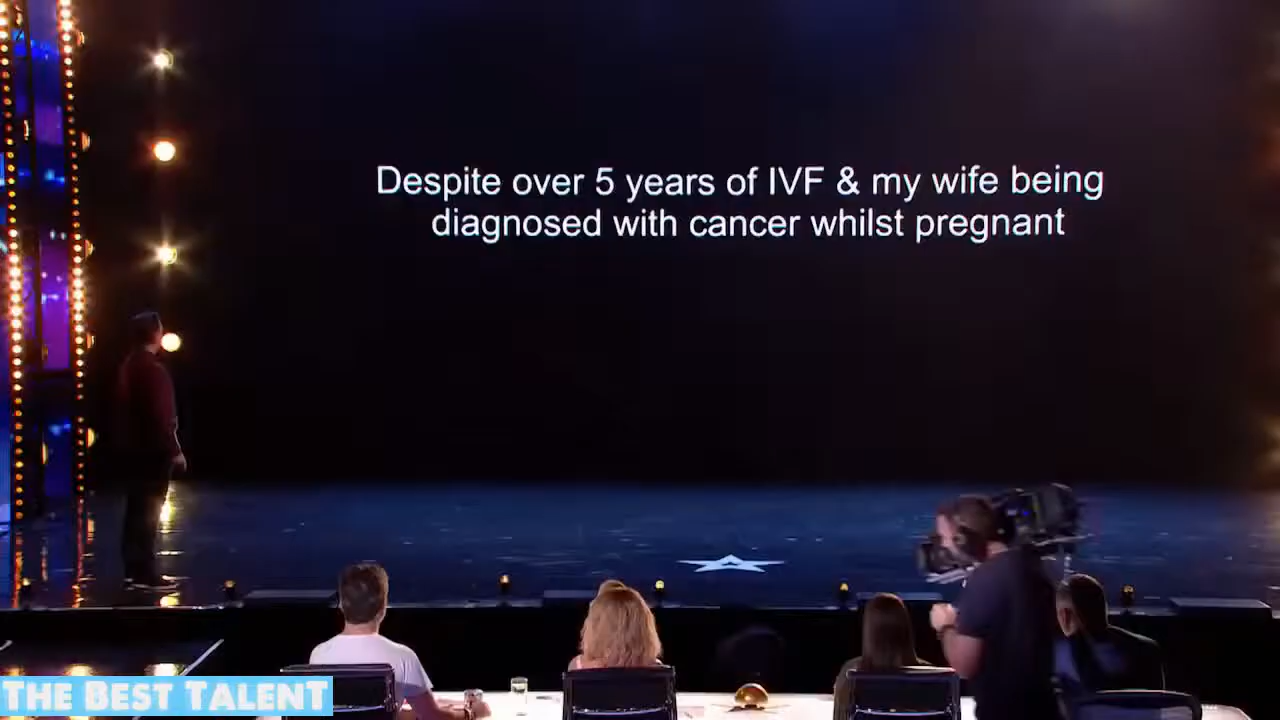 Despite over 5 years of IVF & my wife being
diagnosed with cancer whilst pregnant
THE BEST TALENT